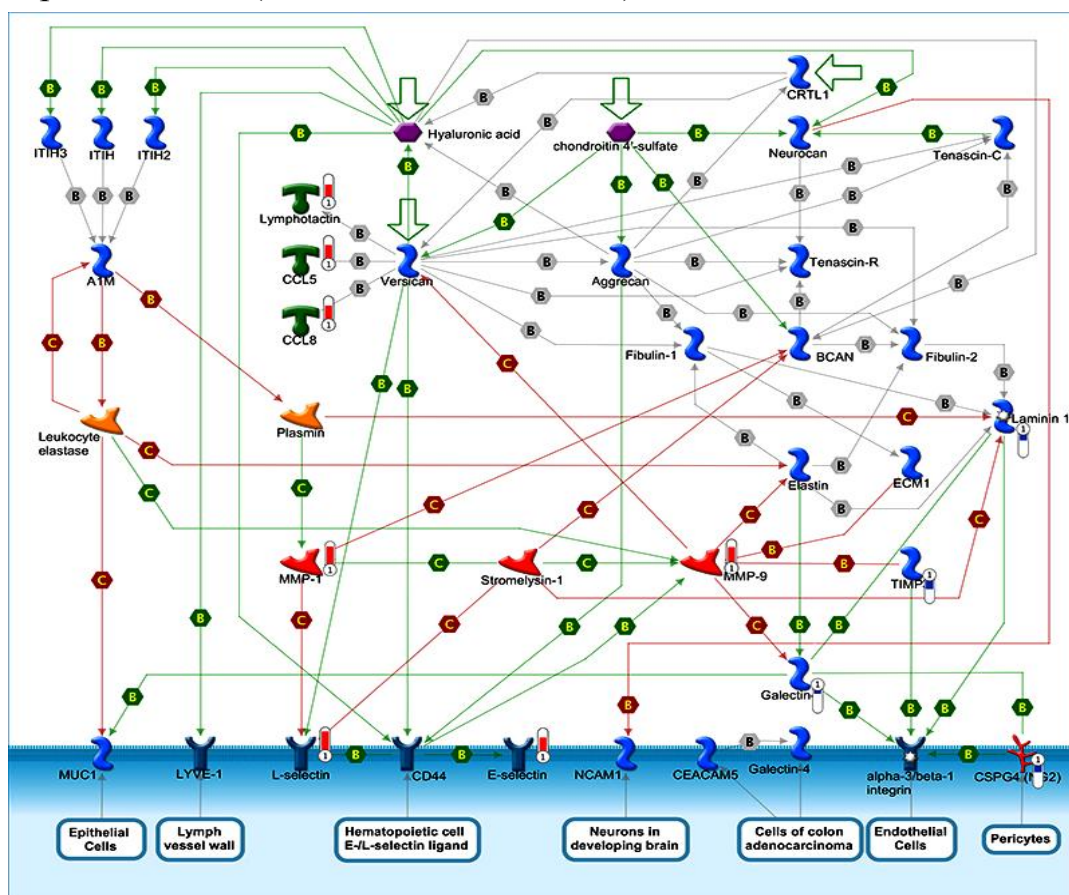 B
B
B
B
CRTL1
B
B
B
B
B
B
B
ITIH3
ITIH
ITIH2
Hyaluronic acid
chondroitin 4'-sulfate
Neurocan
Tenascin-C
B
B
B
B
B
B
B
B
B
B
B
Lymphotactin
B
B
B
B
A1M
CCL5
Versican
Aggrecan
Tenascin-R
B
B
B
B
B
B
CCL8
C
B
B
Fibulin-1
BCAN
B
Fibulin-2
C
B
B
B
B
B
Leukocyte
elastase
Plasmin
C
Laminin 1
C
B
B
Elastin
ECM1
C
C
C
B
C
C
MMP-1
C
Stromelysin-1
C
MMP-9
B
B
C
C
C
C
B
B
B
B
B
Galectin-
B
B
B
B
B
MUC1
LYVE-1
L-selectin
B
CD44
B
E-selectin
NCAM1
CEACAM5
B
Galectin-4
alpha-3/beta-1
integrin
B
Epithelial
Cells
Lymph
vessel wall
Hematopoietic cell
E-/L-selectin ligand
Neurons in
developing brain
Cells of colon
adenocarcinoma
Endothelial
Cells
Pericytes